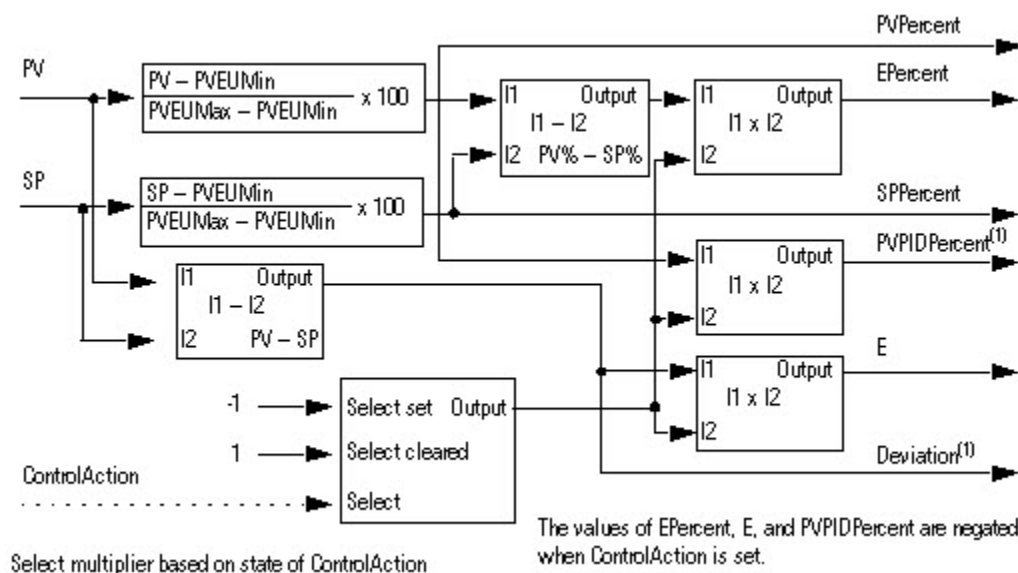 PVPercent
PV
PV – PVEUMin
PVEUMax – PVEUMin
x 100
I1 Output
I1 – I2
I2 PV% – SP%
I1 Output
I1 x I2
I2
EPercent
SP
SP – PVEUMin
PVEUMax – PVEUMin
x 100
SPPercent
I1 Output
I1 – I2
I2 PV – SP
I1 Output
I1 x I2
I2
PVPIDPercent(1)
I1 Output
I1 x I2
I2
E
-1
Select set Output
1
Select cleared
ControlAction
Select
Deviation(1)
The values of EPercent, E, and PVPIDPercent are negated
when ControlAction is set.
Select multiplier based on state of ControlAction